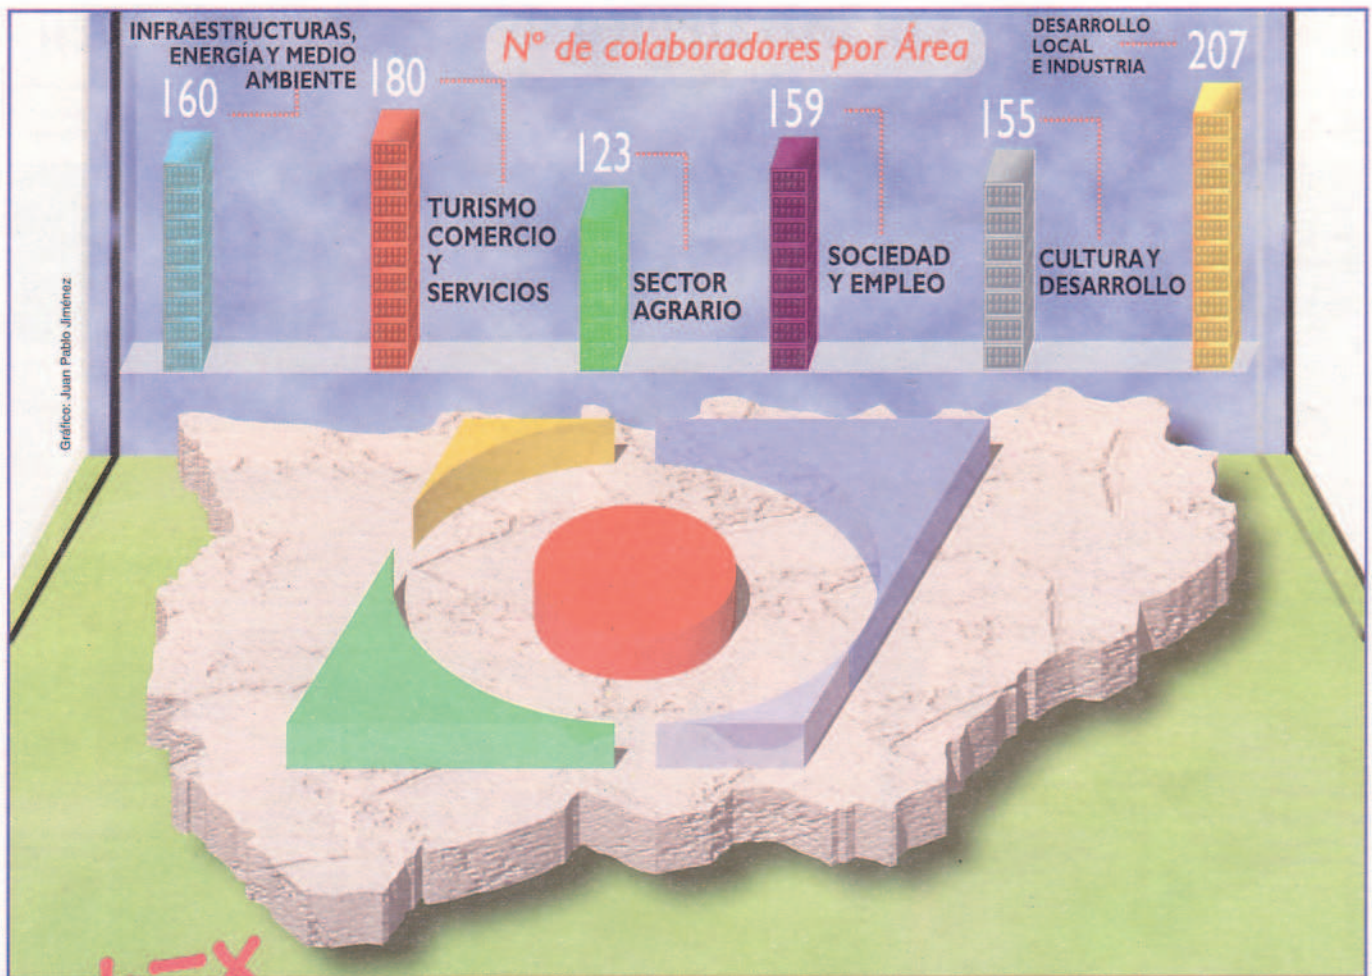 Nº de colaboradores por Área
INFRAESTRUCTURAS,
ENERGÍA Y MEDIO
AMBIENTE
160
180
TURISMO
COMERCIO
Y
SERVICIOS
123
SECTOR
AGRARIO
159
SOCIEDAD
Y EMPLEO
155
CULTURA Y
DESARROLLO
DESARROLLO
LOCAL
E INDUSTRIA
207
Gráfico: Juan Pablo Jiménez